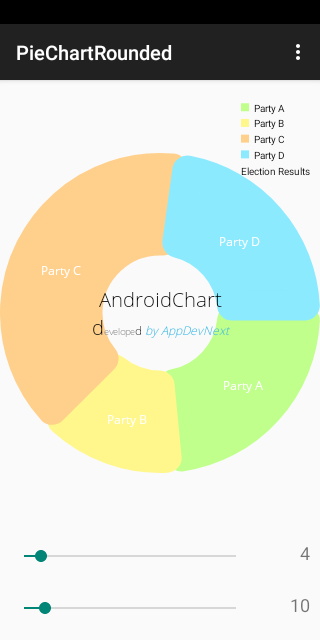 PieChartRounded
Party A
Party B
Party C
Party D
Election Results
Party D
Party C
AndroidChart
developed by AppDevNext
Party A
Party B
4
10